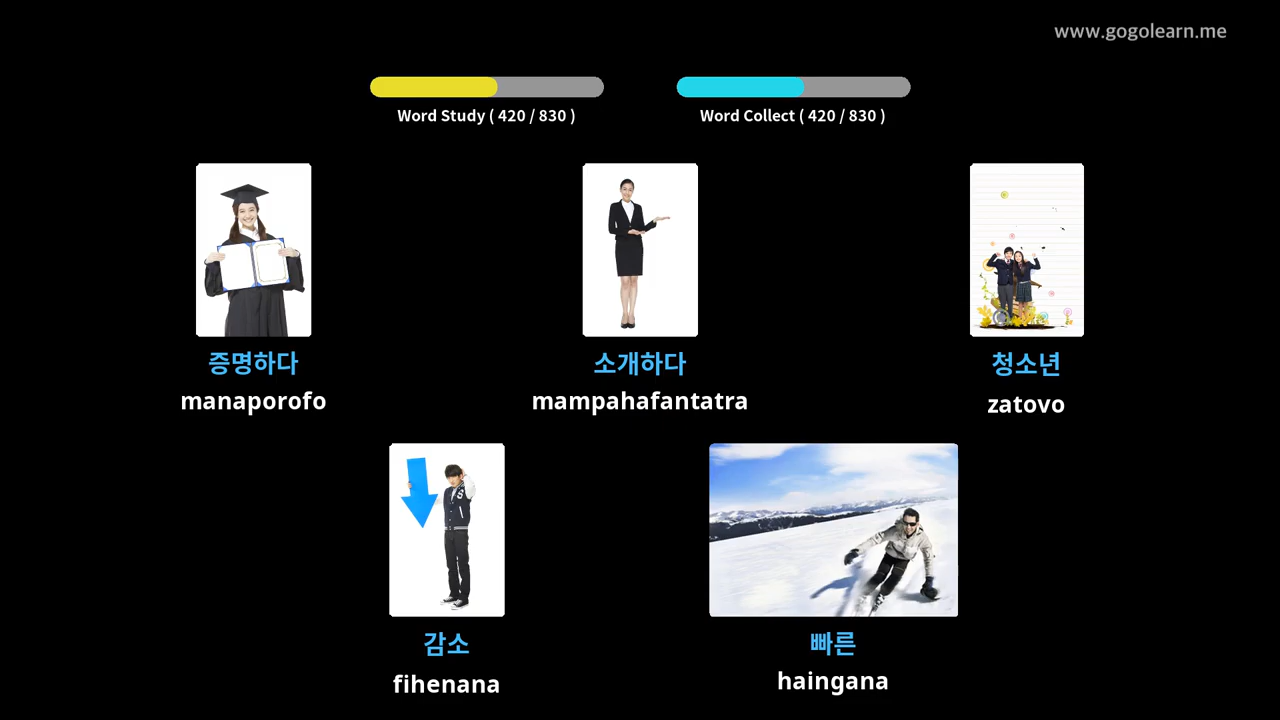 www.gogolearn.me
Word Study ( 420 / 830 )
Word Collect ( 420 / 830 )
증명하다
manaporofo
소개하다
mampahafantatra
청소년
zatovo
감소
fihenana
빠른
haingana